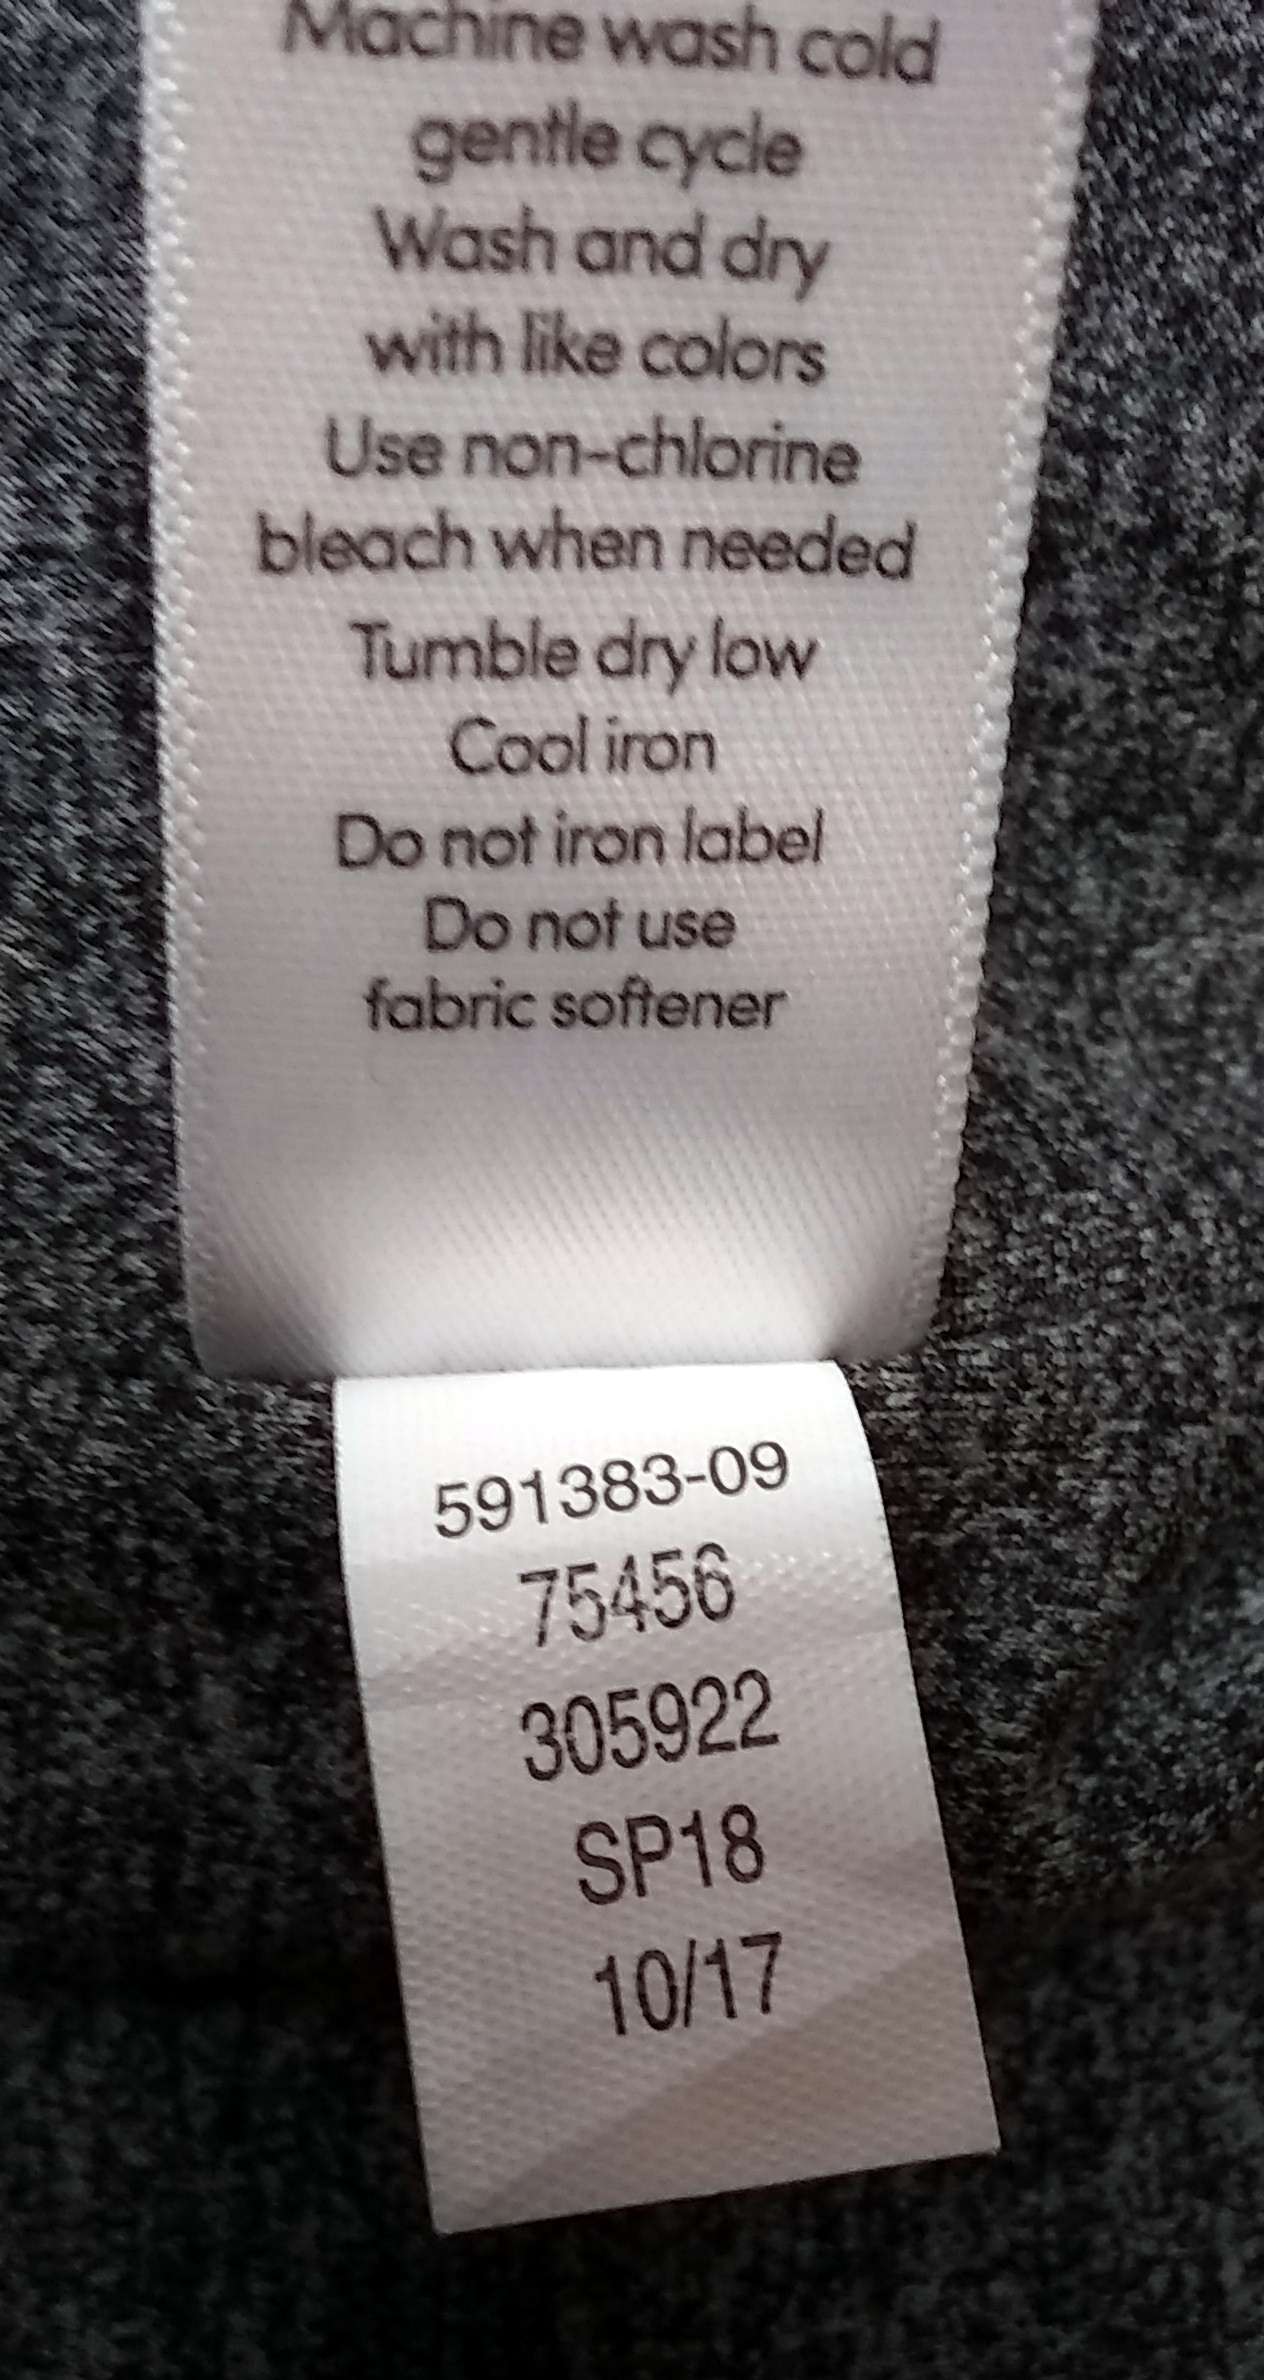 Machine wash cold
gentle cycle
Wash and dry
with like colors
Use non-chlorine
bleach when needed
Tumble dry low
Cool iron
Do not iron label
Do not use
fabric softener
591383-09
75456
305922
SP18
10/17